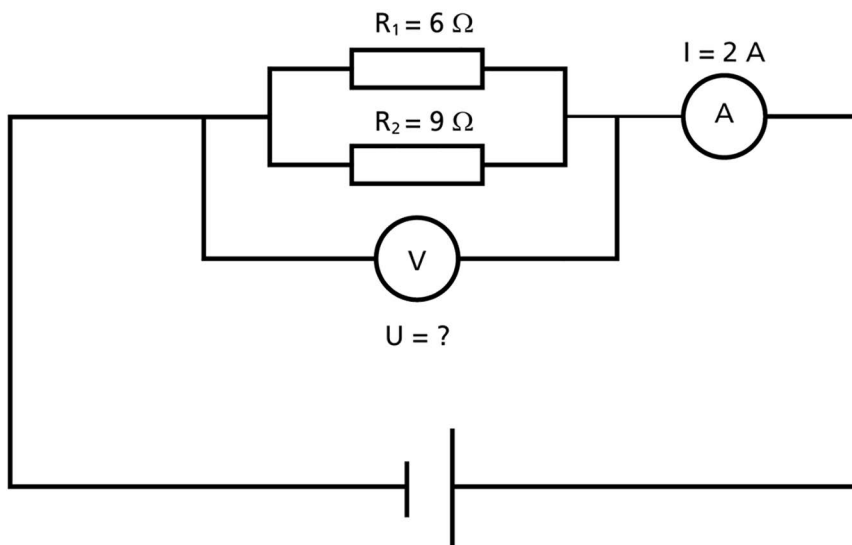 R₁ = 6 Ω
I = 2 A
A
R₂ = 9 Ω
V
U = ?